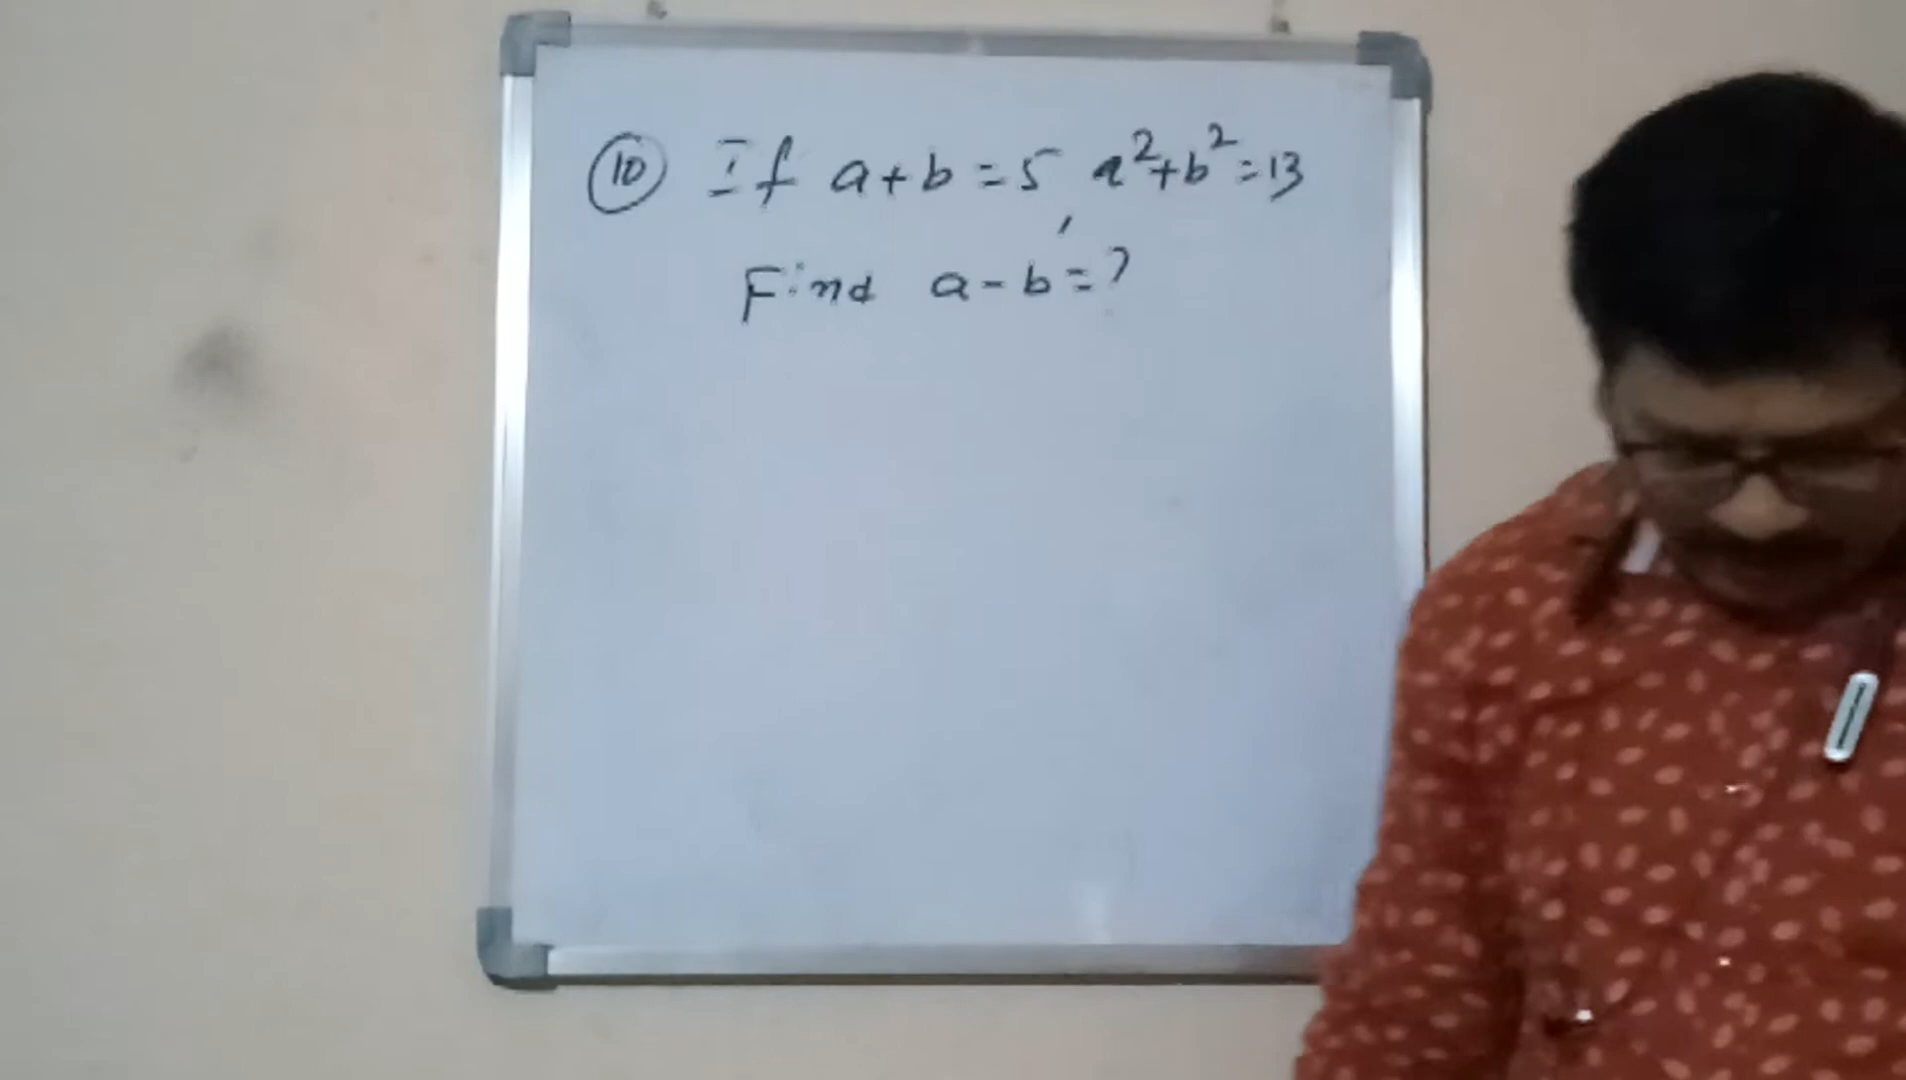 10 If a+b=5, a²+b²=13
Find a-b=?